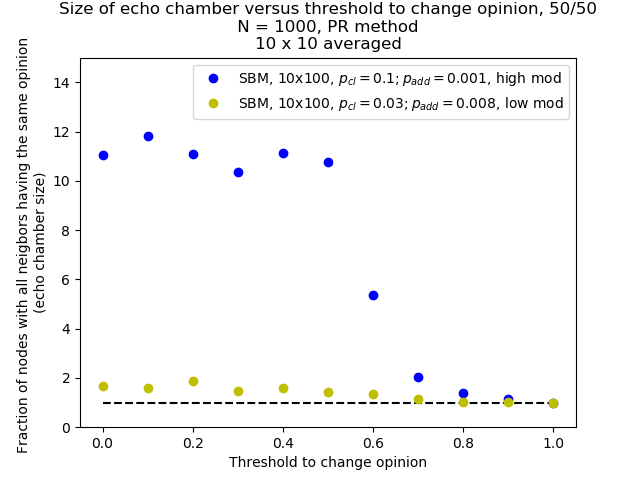 Size of echo chamber versus threshold to change opinion, 50/50
N = 1000, PR method
10 x 10 averaged
SBM, 10x100, p_cl = 0.1; p_add = 0.001, high mod
SBM, 10x100, p_cl = 0.03; p_add = 0.008, low mod
Fraction of nodes with all neigbors having the same opinion
(echo chamber size)
14
12
10
8
6
4
2
0
0.0 0.2 0.4 0.6 0.8 1.0
Threshold to change opinion